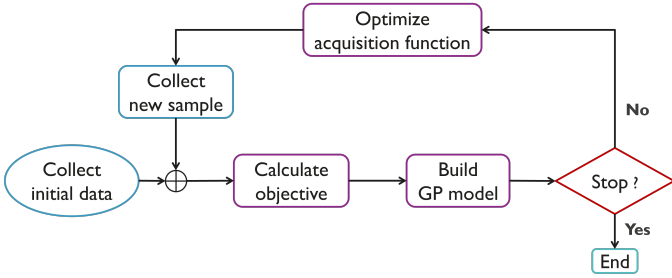 Optimize
acquisition function
Collect
new sample
No
Collect
initial data
Calculate
objective
Build
GP model
Stop ?
Yes
End